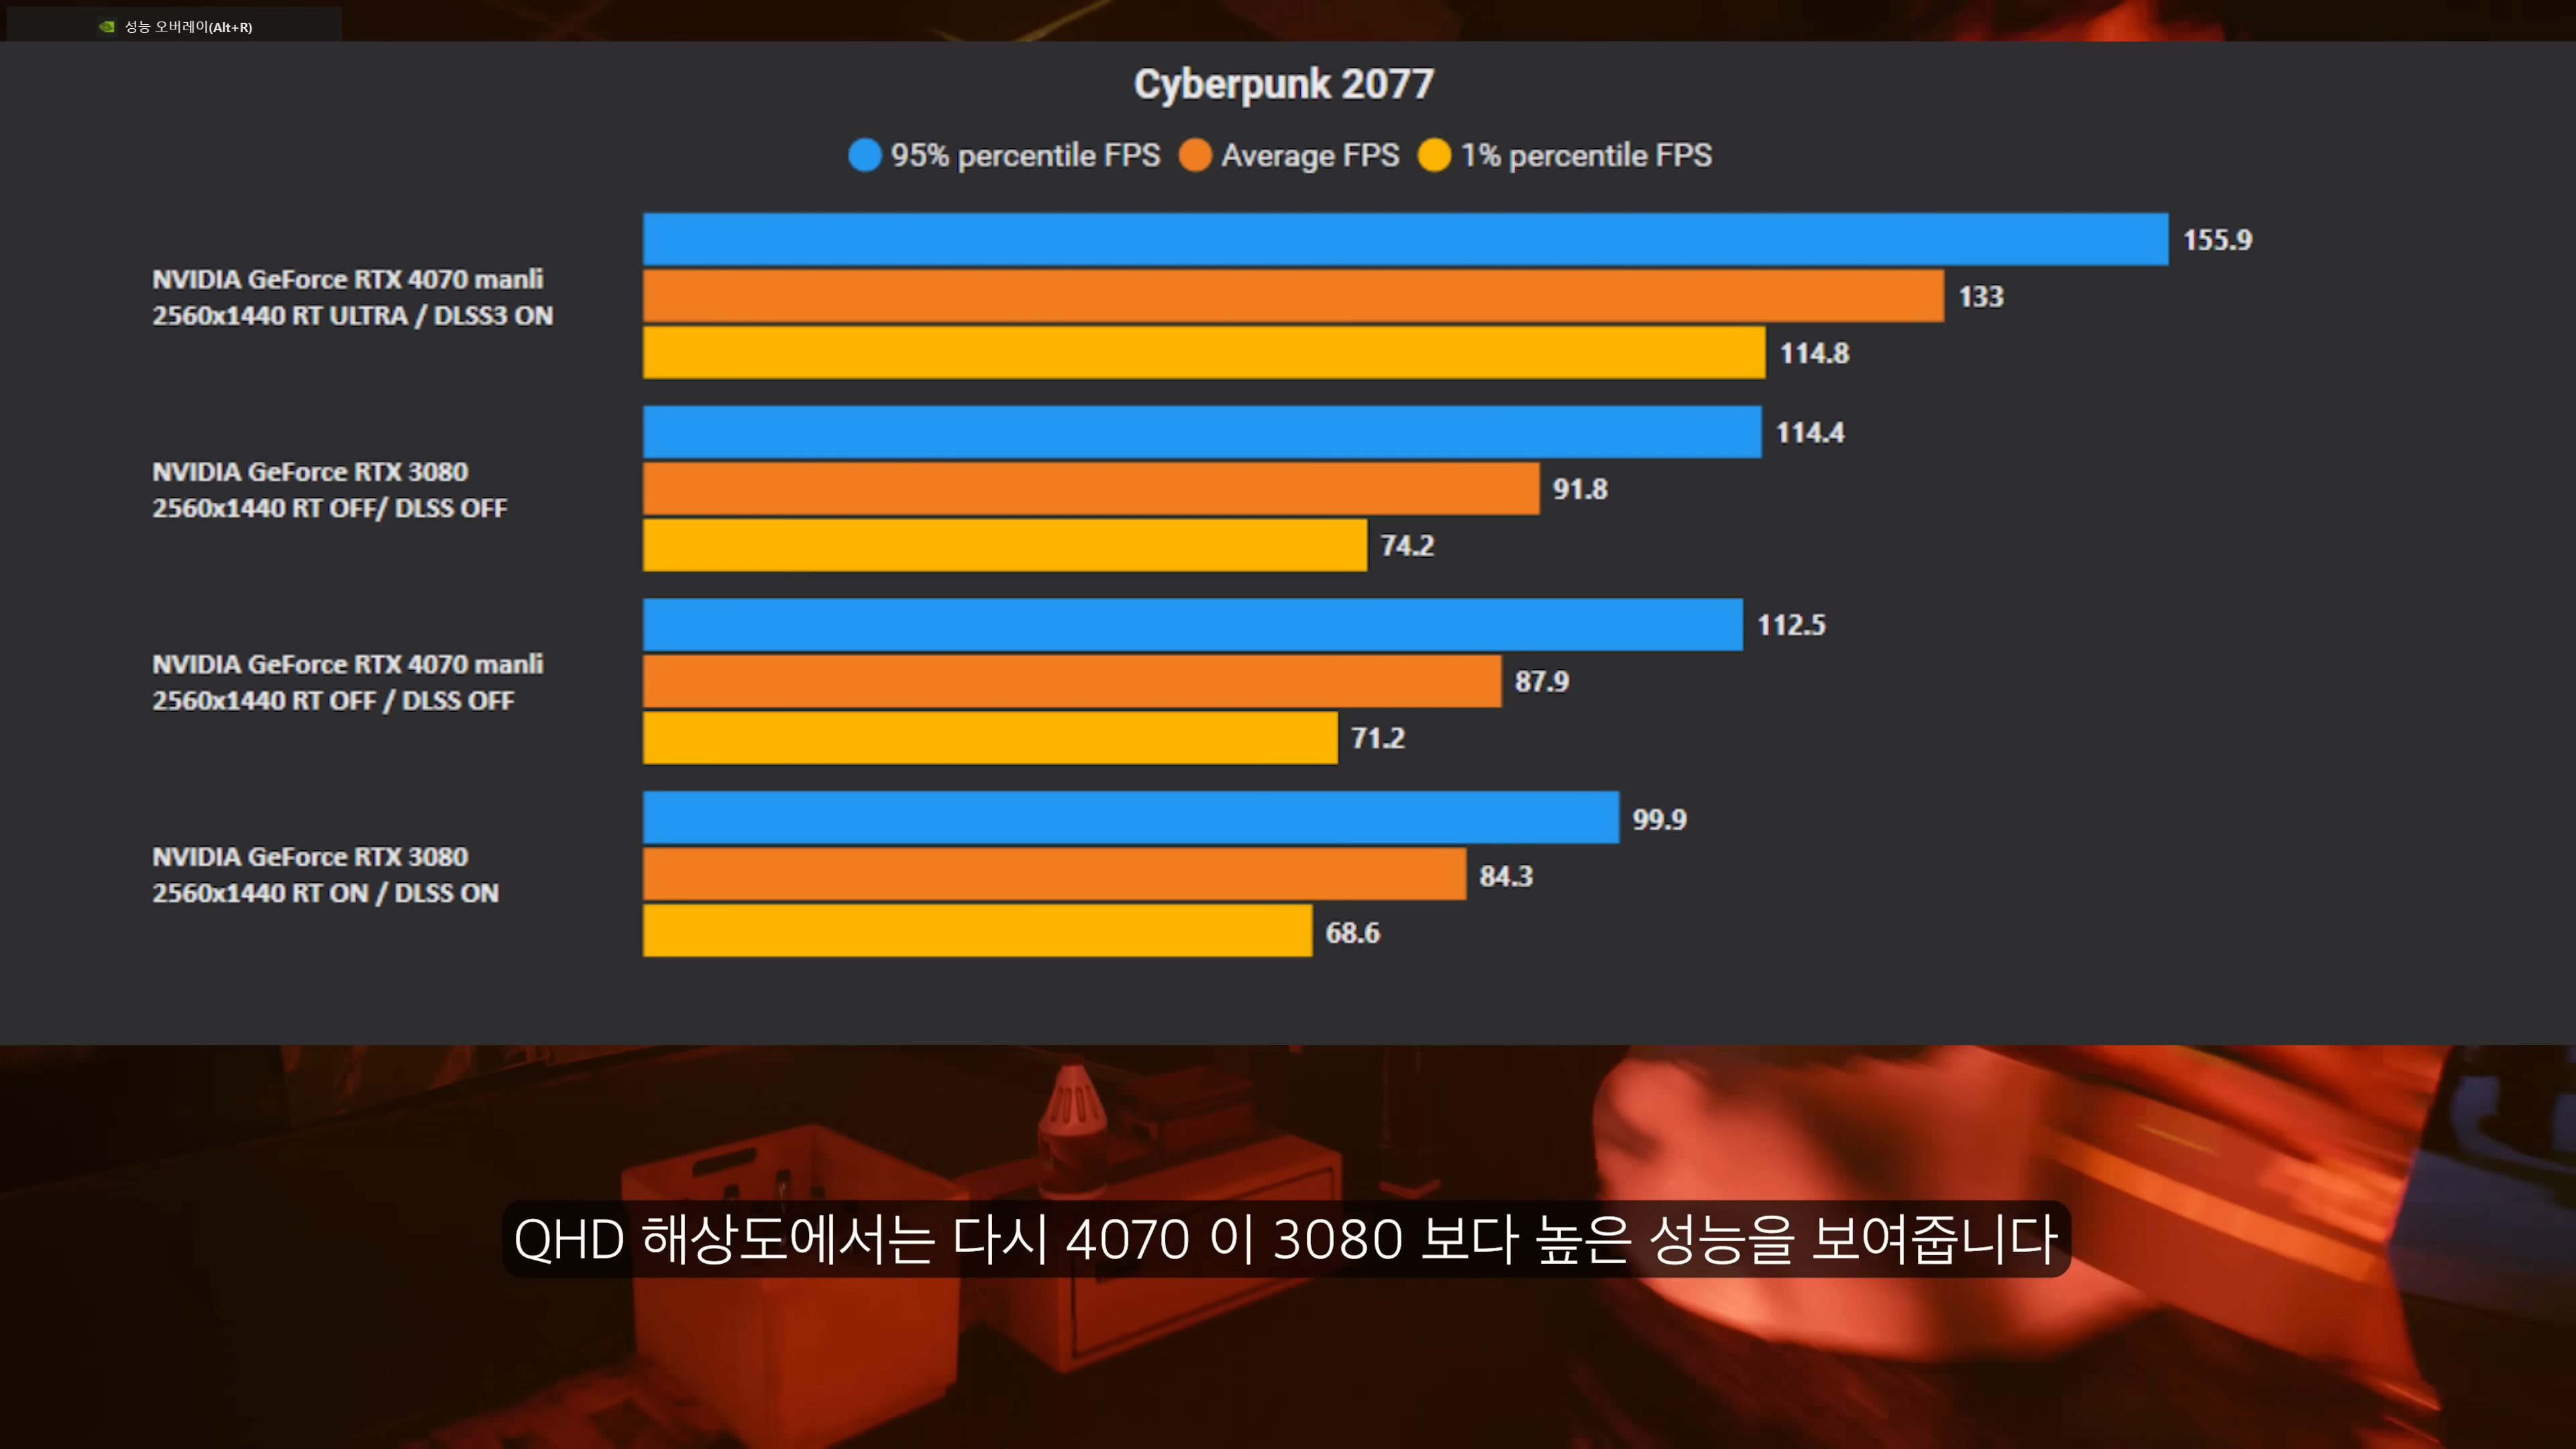 성능 오버레이(Alt+R)
Cyberpunk 2077
95% percentile FPS Average FPS 1% percentile FPS
NVIDIA GeForce RTX 4070 manli
2560x1440 RT ULTRA / DLSS3 ON
155.9
133
114.8
NVIDIA GeForce RTX 3080
2560x1440 RT OFF/ DLSS OFF
114.4
91.8
74.2
NVIDIA GeForce RTX 4070 manli
2560x1440 RT OFF / DLSS OFF
112.5
87.9
71.2
NVIDIA GeForce RTX 3080
2560x1440 RT ON / DLSS ON
99.9
84.3
68.6
QHD 해상도에서는 다시 4070 이 3080 보다 높은 성능을 보여줍니다